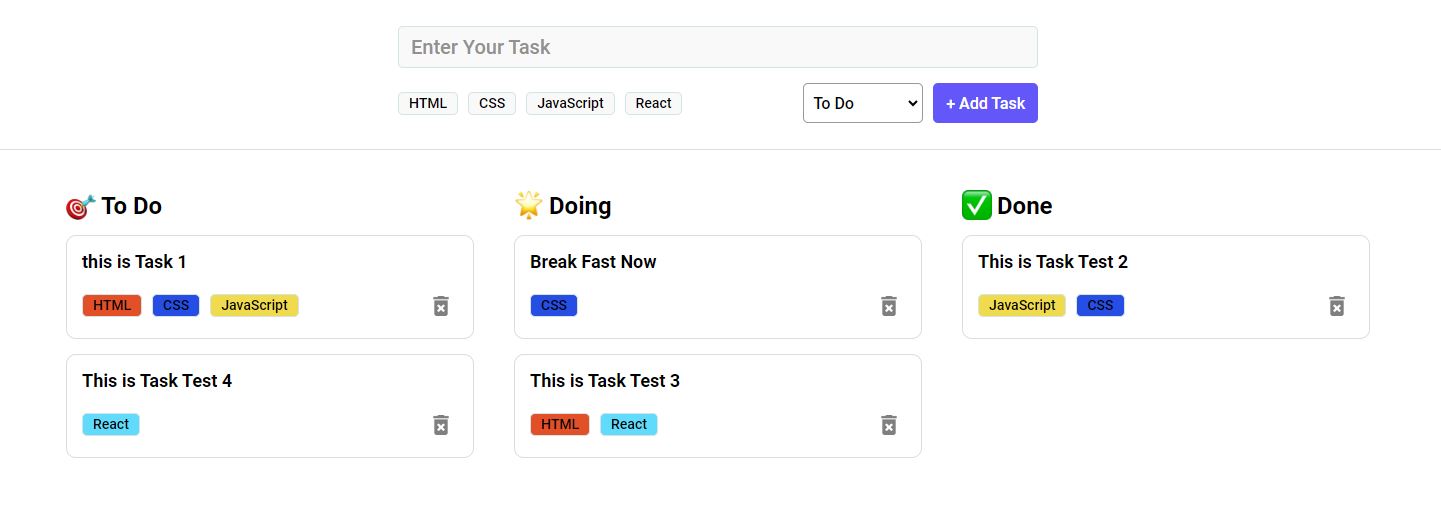 Enter Your Task
HTML CSS JavaScript React To Do + Add Task
🎯 To Do
this is Task 1
HTML CSS JavaScript
This is Task Test 4
React
🌟 Doing
Break Fast Now
CSS
This is Task Test 3
HTML React
✅ Done
This is Task Test 2
JavaScript CSS